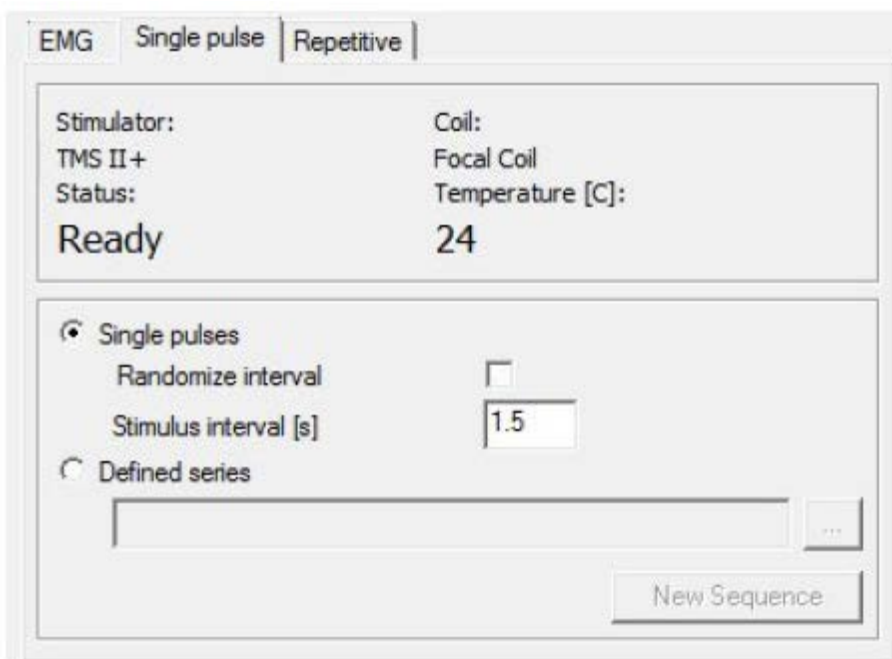 EMG Single pulse Repetitive
Stimulator: Coil:
TMS II+ Focal Coil
Status: Temperature [C]:
Ready 24
Single pulses
Randomize interval
Stimulus interval [s] 1.5
Defined series
...
New Sequence